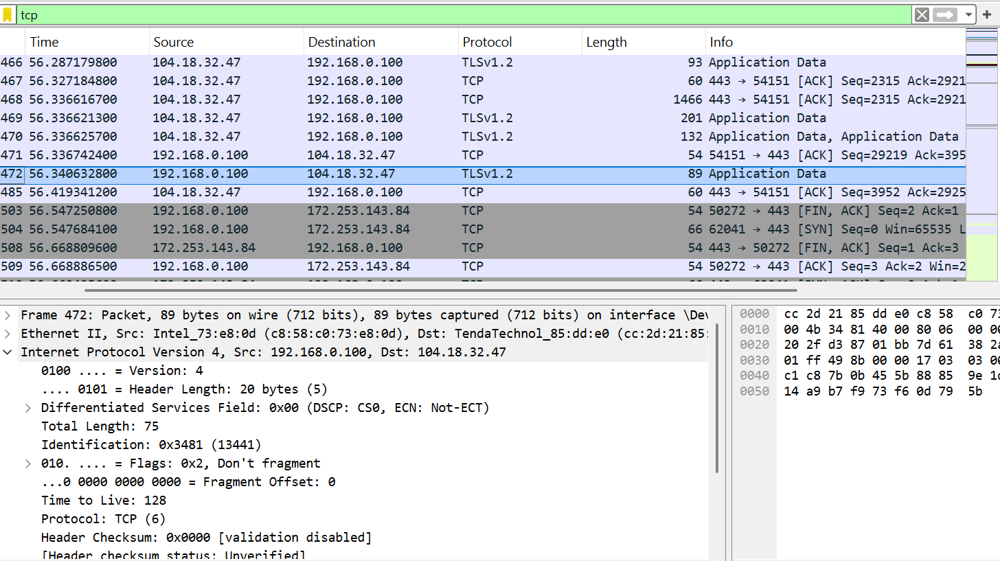 tcp
Time Source Destination Protocol Length Info
466 56.287179800 104.18.32.47 192.168.0.100 TLSv1.2 93 Application Data
467 56.327184800 104.18.32.47 192.168.0.100 TCP 60 443 → 54151 [ACK] Seq=2315 Ack=2921
468 56.336616700 104.18.32.47 192.168.0.100 TCP 1466 443 → 54151 [ACK] Seq=2315 Ack=2921
469 56.336621300 104.18.32.47 192.168.0.100 TLSv1.2 201 Application Data
470 56.336625700 104.18.32.47 192.168.0.100 TLSv1.2 132 Application Data, Application Data
471 56.336742400 192.168.0.100 104.18.32.47 TCP 54 54151 → 443 [ACK] Seq=29219 Ack=395
472 56.340632800 192.168.0.100 104.18.32.47 TLSv1.2 89 Application Data
485 56.419341200 104.18.32.47 192.168.0.100 TCP 60 443 → 54151 [ACK] Seq=3952 Ack=2925
503 56.547250800 192.168.0.100 172.253.143.84 TCP 54 50272 → 443 [FIN, ACK] Seq=2 Ack=1
504 56.547684100 192.168.0.100 172.253.143.84 TCP 66 62041 → 443 [SYN] Seq=0 Win=65535 L
508 56.668809600 172.253.143.84 192.168.0.100 TCP 54 443 → 50272 [FIN, ACK] Seq=1 Ack=3
509 56.668886500 192.168.0.100 172.253.143.84 TCP 54 50272 → 443 [ACK] Seq=3 Ack=2 Win=2
Frame 472: Packet, 89 bytes on wire (712 bits), 89 bytes captured (712 bits) on interface \Dev
Ethernet II, Src: Intel_73:e8:0d (c8:58:c0:73:e8:0d), Dst: TendaTechnol_85:dd:e0 (cc:2d:21:85:
Internet Protocol Version 4, Src: 192.168.0.100, Dst: 104.18.32.47
0100 .... = Version: 4
.... 0101 = Header Length: 20 bytes (5)
Differentiated Services Field: 0x00 (DSCP: CS0, ECN: Not-ECT)
Total Length: 75
Identification: 0x3481 (13441)
010. .... = Flags: 0x2, Don't fragment
...0 0000 0000 0000 = Fragment Offset: 0
Time to Live: 128
Protocol: TCP (6)
Header Checksum: 0x0000 [validation disabled]
[Header checksum status: Unverified]
0000 cc 2d 21 85 dd e0 c8 58 c0 73
0010 00 4b 34 81 40 00 80 06 00 00
0020 20 2f d3 87 01 bb 7d 61 38 2a
0030 01 ff 49 8b 00 00 17 03 03 00
0040 c1 c8 7b 0b 45 5b 88 85 9e 1c
0050 14 a9 b7 f9 73 f6 0d 79 5b